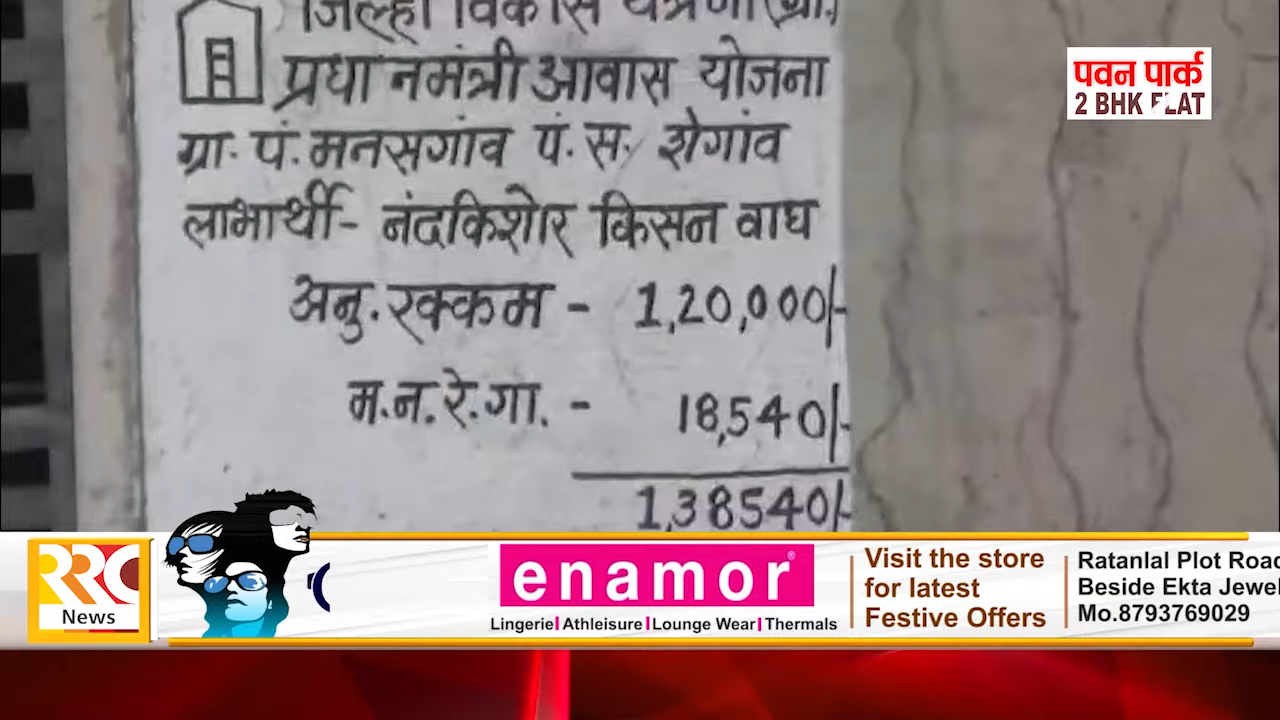 जिल्हा विकास यंत्रणा (ग्रा.)
प्रधानमंत्री आवास योजना
ग्रा. पं. मनसगांव पं. स. शेगांव
लाभार्थी- नंदकिशोर किसन वाघ
अनु. रक्कम - 1,20,000/-
म.न.रे.गा. - 18,540/-
1,38540/-
पवन पार्क
2 BHK FLAT
RRC
News
enamor®
Lingerie | Athleisure | Lounge Wear | Thermals
Visit the store
for latest
Festive Offers
Ratanlal Plot Road
Beside Ekta Jewel
Mo.8793769029